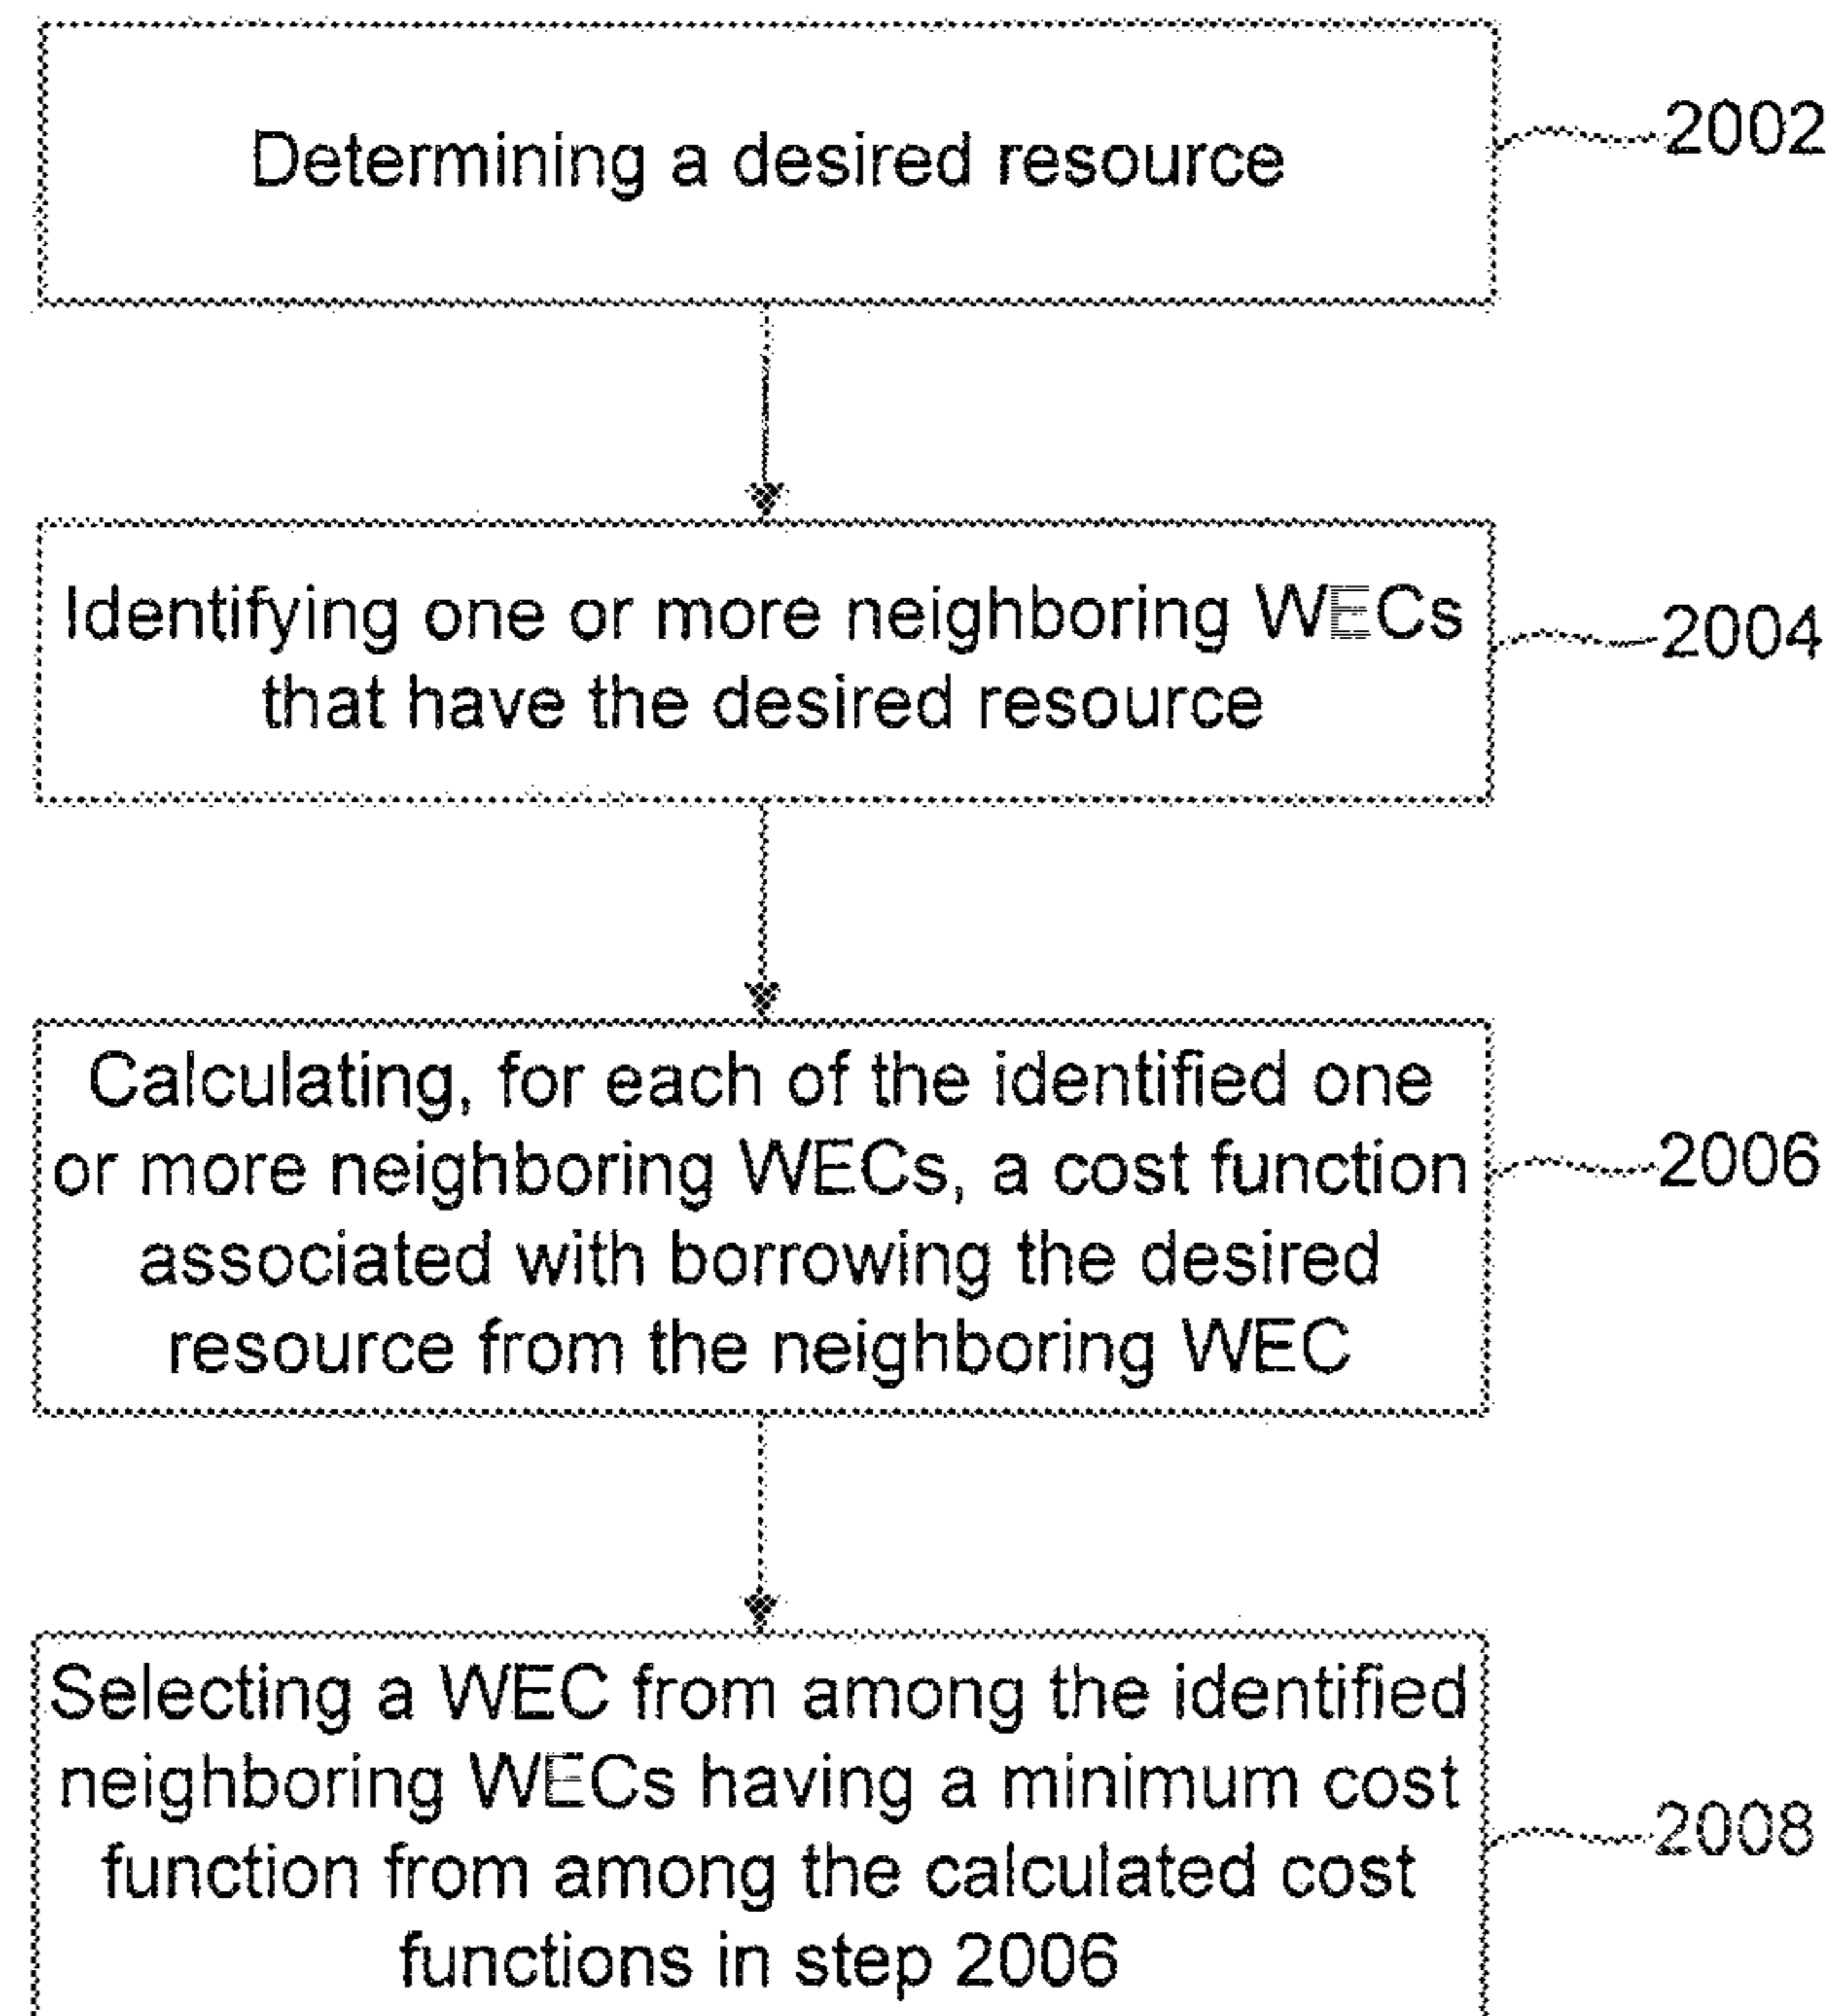 Determining a desired resource
2002
Identifying one or more neighboring WECs
that have the desired resource
2004
Calculating, for each of the identified one
or more neighboring WECs, a cost function
associated with borrowing the desired
resource from the neighboring WEC
2006
Selecting a WEC from among the identified
neighboring WECs having a minimum cost
function from among the calculated cost
functions in step 2006
2008